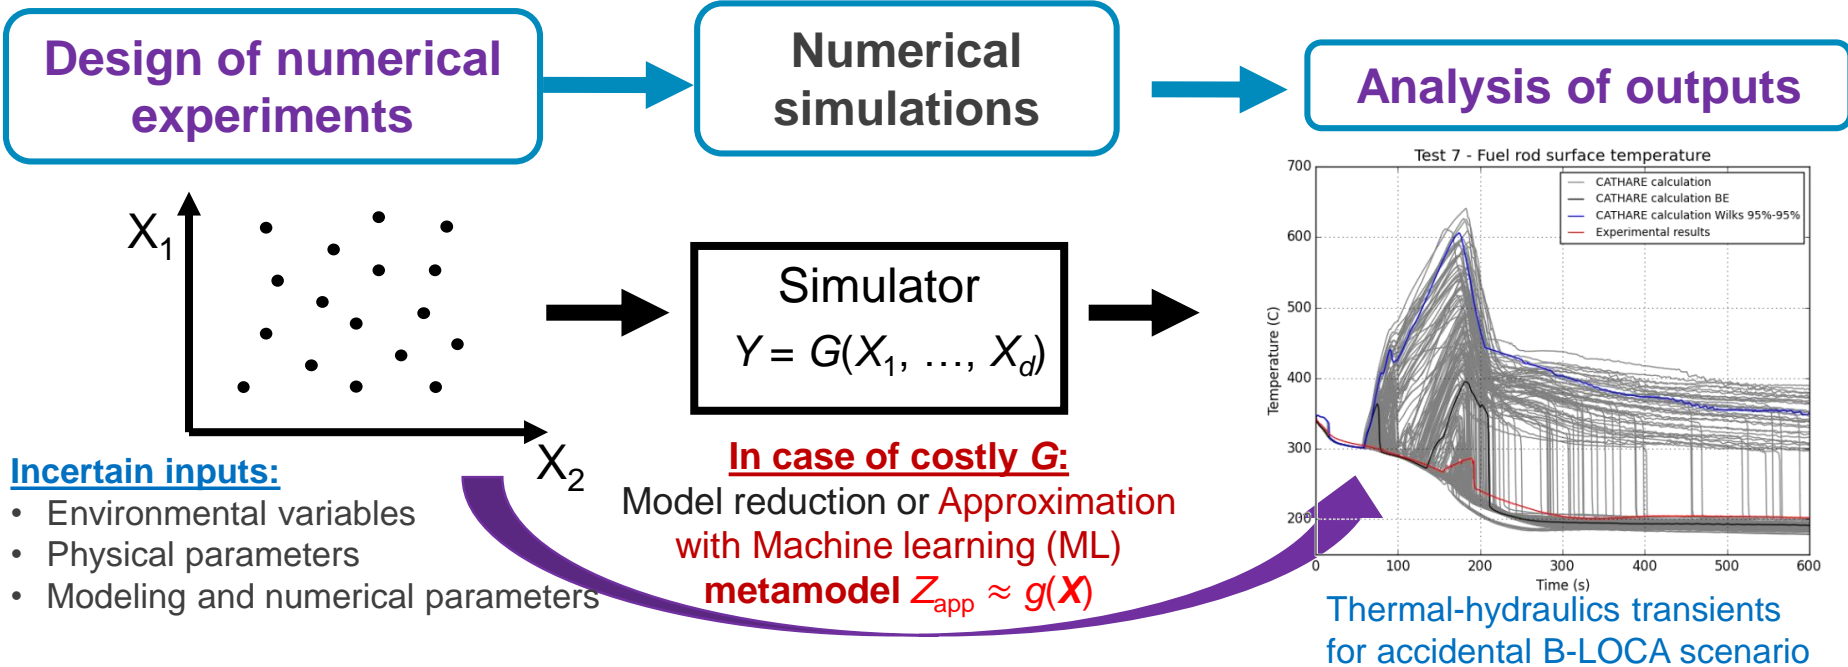 Design of numerical
experiments
Numerical
simulations
Analysis of outputs
X1
X2
Simulator
Y = G(X1, …, Xd)
Incertain inputs:
• Environmental variables
• Physical parameters
• Modeling and numerical parameters
In case of costly G:
Model reduction or Approximation
with Machine learning (ML)
metamodel Zapp ≈ g(X)
Test 7 - Fuel rod surface temperature
CATHARE calculation
CATHARE calculation BE
CATHARE calculation Wilks 95%-95%
Experimental results
Temperature (C)
700
600
500
400
300
200
0 100 200 300 400 500 600
Time (s)
Thermal-hydraulics transients
for accidental B-LOCA scenario